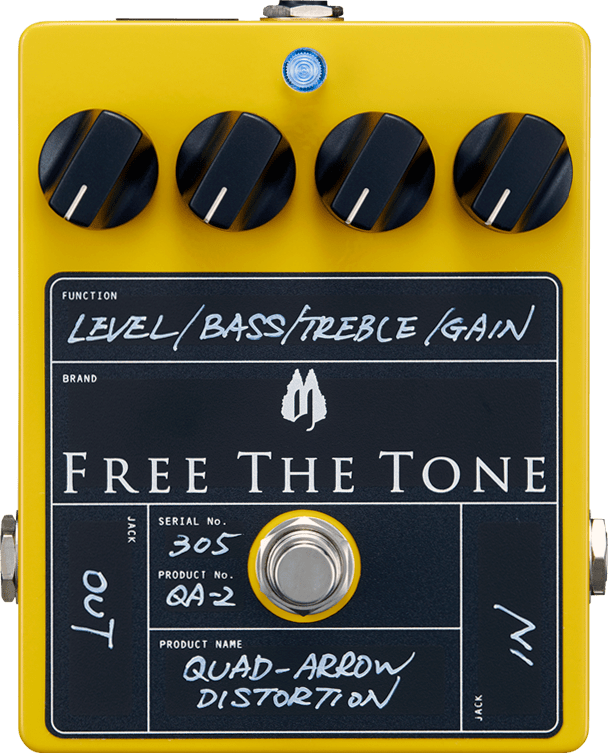 FUNCTION
LEVEL/BASS/TREBLE/GAIN
BRAND
FREE THE TONE
JACK
OUT
SERIAL No.
305
PRODUCT No.
QA-2
IN
JACK
PRODUCT NAME
QUAD-ARROW
DISTORTION